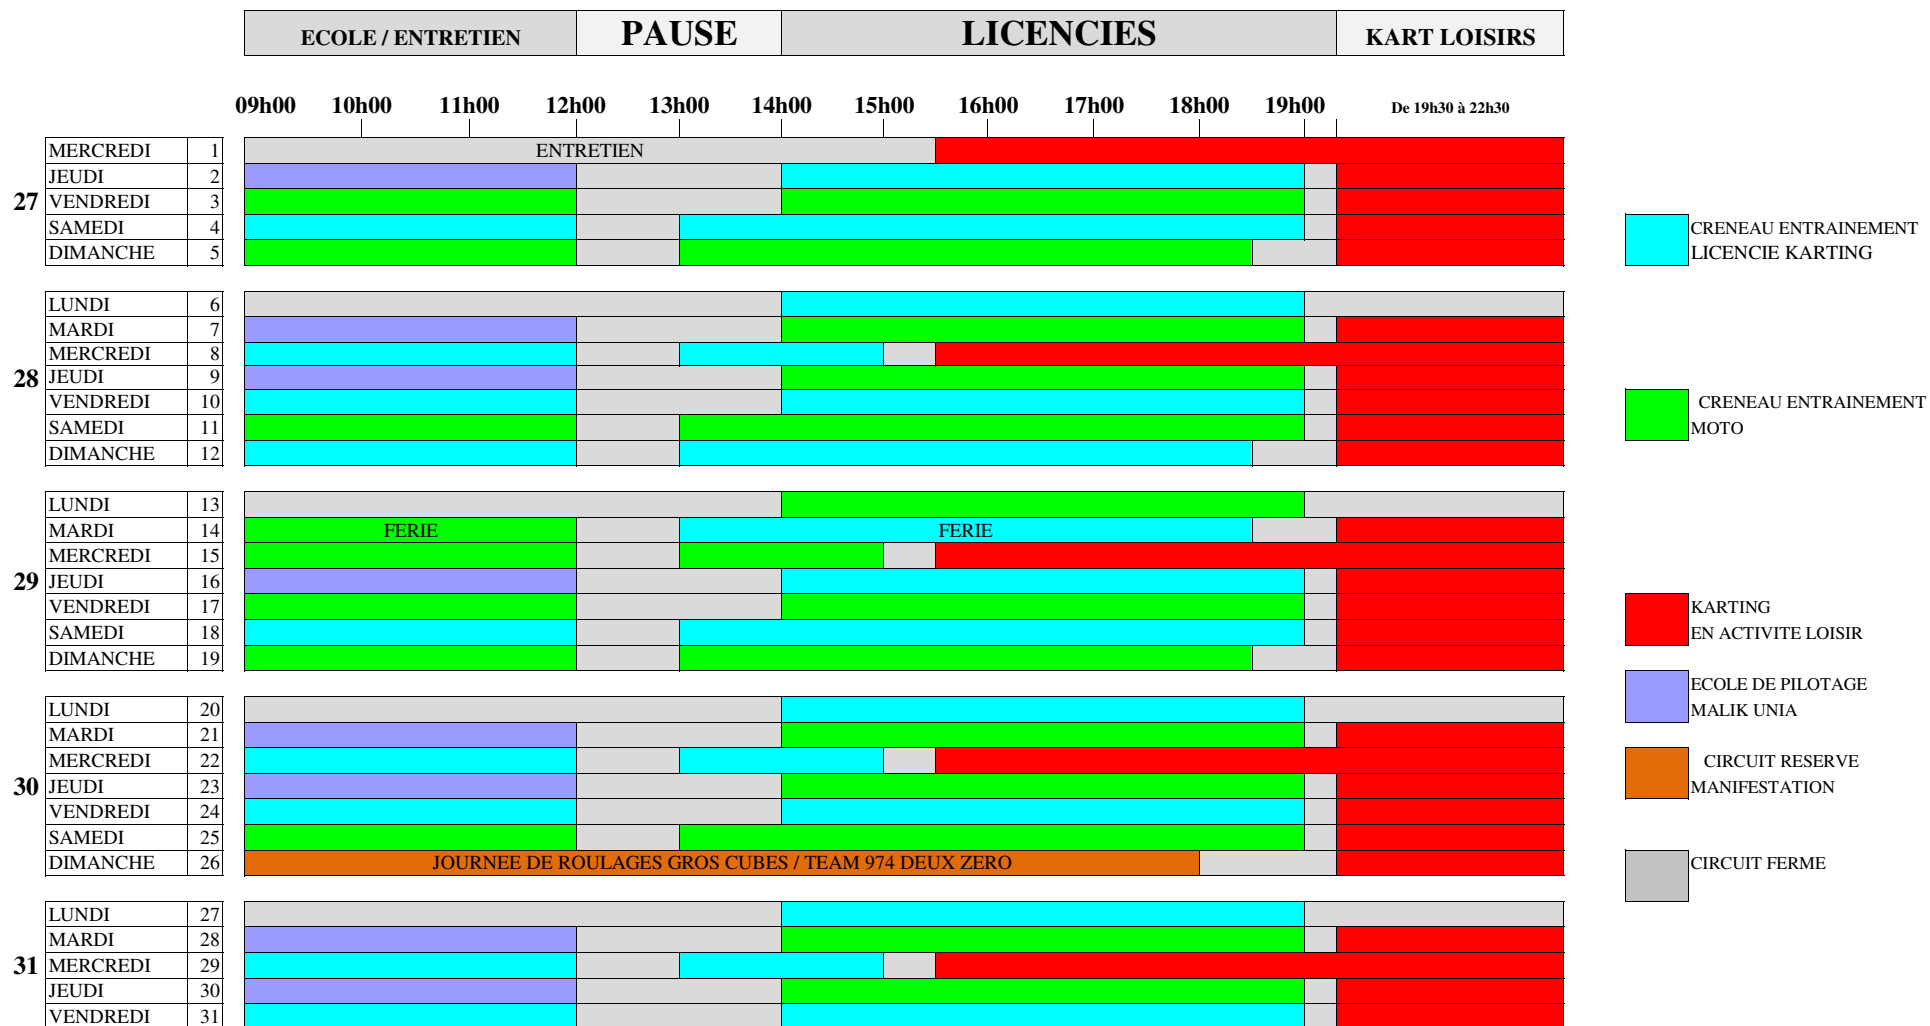 ECOLE / ENTRETIEN PAUSE LICENCIES KART LOISIRS
09h00 10h00 11h00 12h00 13h00 14h00 15h00 16h00 17h00 18h00 19h00 De 19h30 à 22h30
MERCREDI 1 ENTRETIEN
JEUDI 2
27 VENDREDI 3
SAMEDI 4
DIMANCHE 5
CRENEAU ENTRAINEMENT
LICENCIE KARTING
LUNDI 6
MARDI 7
MERCREDI 8
28 JEUDI 9
VENDREDI 10
SAMEDI 11
DIMANCHE 12
CRENEAU ENTRAINEMENT
MOTO
LUNDI 13
MARDI 14 FERIE FERIE
MERCREDI 15
29 JEUDI 16
VENDREDI 17
SAMEDI 18
DIMANCHE 19
KARTING
EN ACTIVITE LOISIR
ECOLE DE PILOTAGE
MALIK UNIA
LUNDI 20
MARDI 21
MERCREDI 22
30 JEUDI 23
VENDREDI 24
SAMEDI 25
DIMANCHE 26 JOURNEE DE ROULAGES GROS CUBES / TEAM 974 DEUX ZERO
CIRCUIT RESERVE
MANIFESTATION
CIRCUIT FERME
LUNDI 27
MARDI 28
31 MERCREDI 29
JEUDI 30
VENDREDI 31